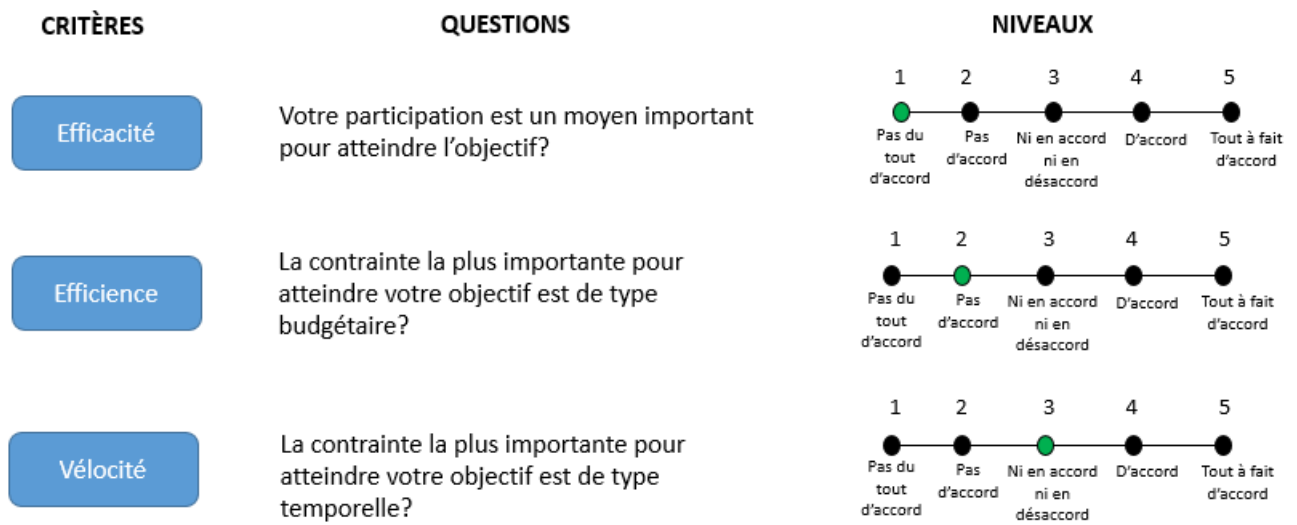 CRITÈRES
QUESTIONS
NIVEAUX
Efficacité
Votre participation est un moyen important
pour atteindre l'objectif?
1 2 3 4 5
Pas du
tout
d'accord
Pas
d'accord
Ni en accord
ni en
désaccord
D'accord
Tout à fait
d'accord
Efficience
La contrainte la plus importante pour
atteindre votre objectif est de type
budgétaire?
1 2 3 4 5
Pas du
tout
d'accord
Pas
d'accord
Ni en accord
ni en
désaccord
D'accord
Tout à fait
d'accord
Vélocité
La contrainte la plus importante pour
atteindre votre objectif est de type
temporelle?
1 2 3 4 5
Pas du
tout
d'accord
Pas
d'accord
Ni en accord
ni en
désaccord
D'accord
Tout à fait
d'accord